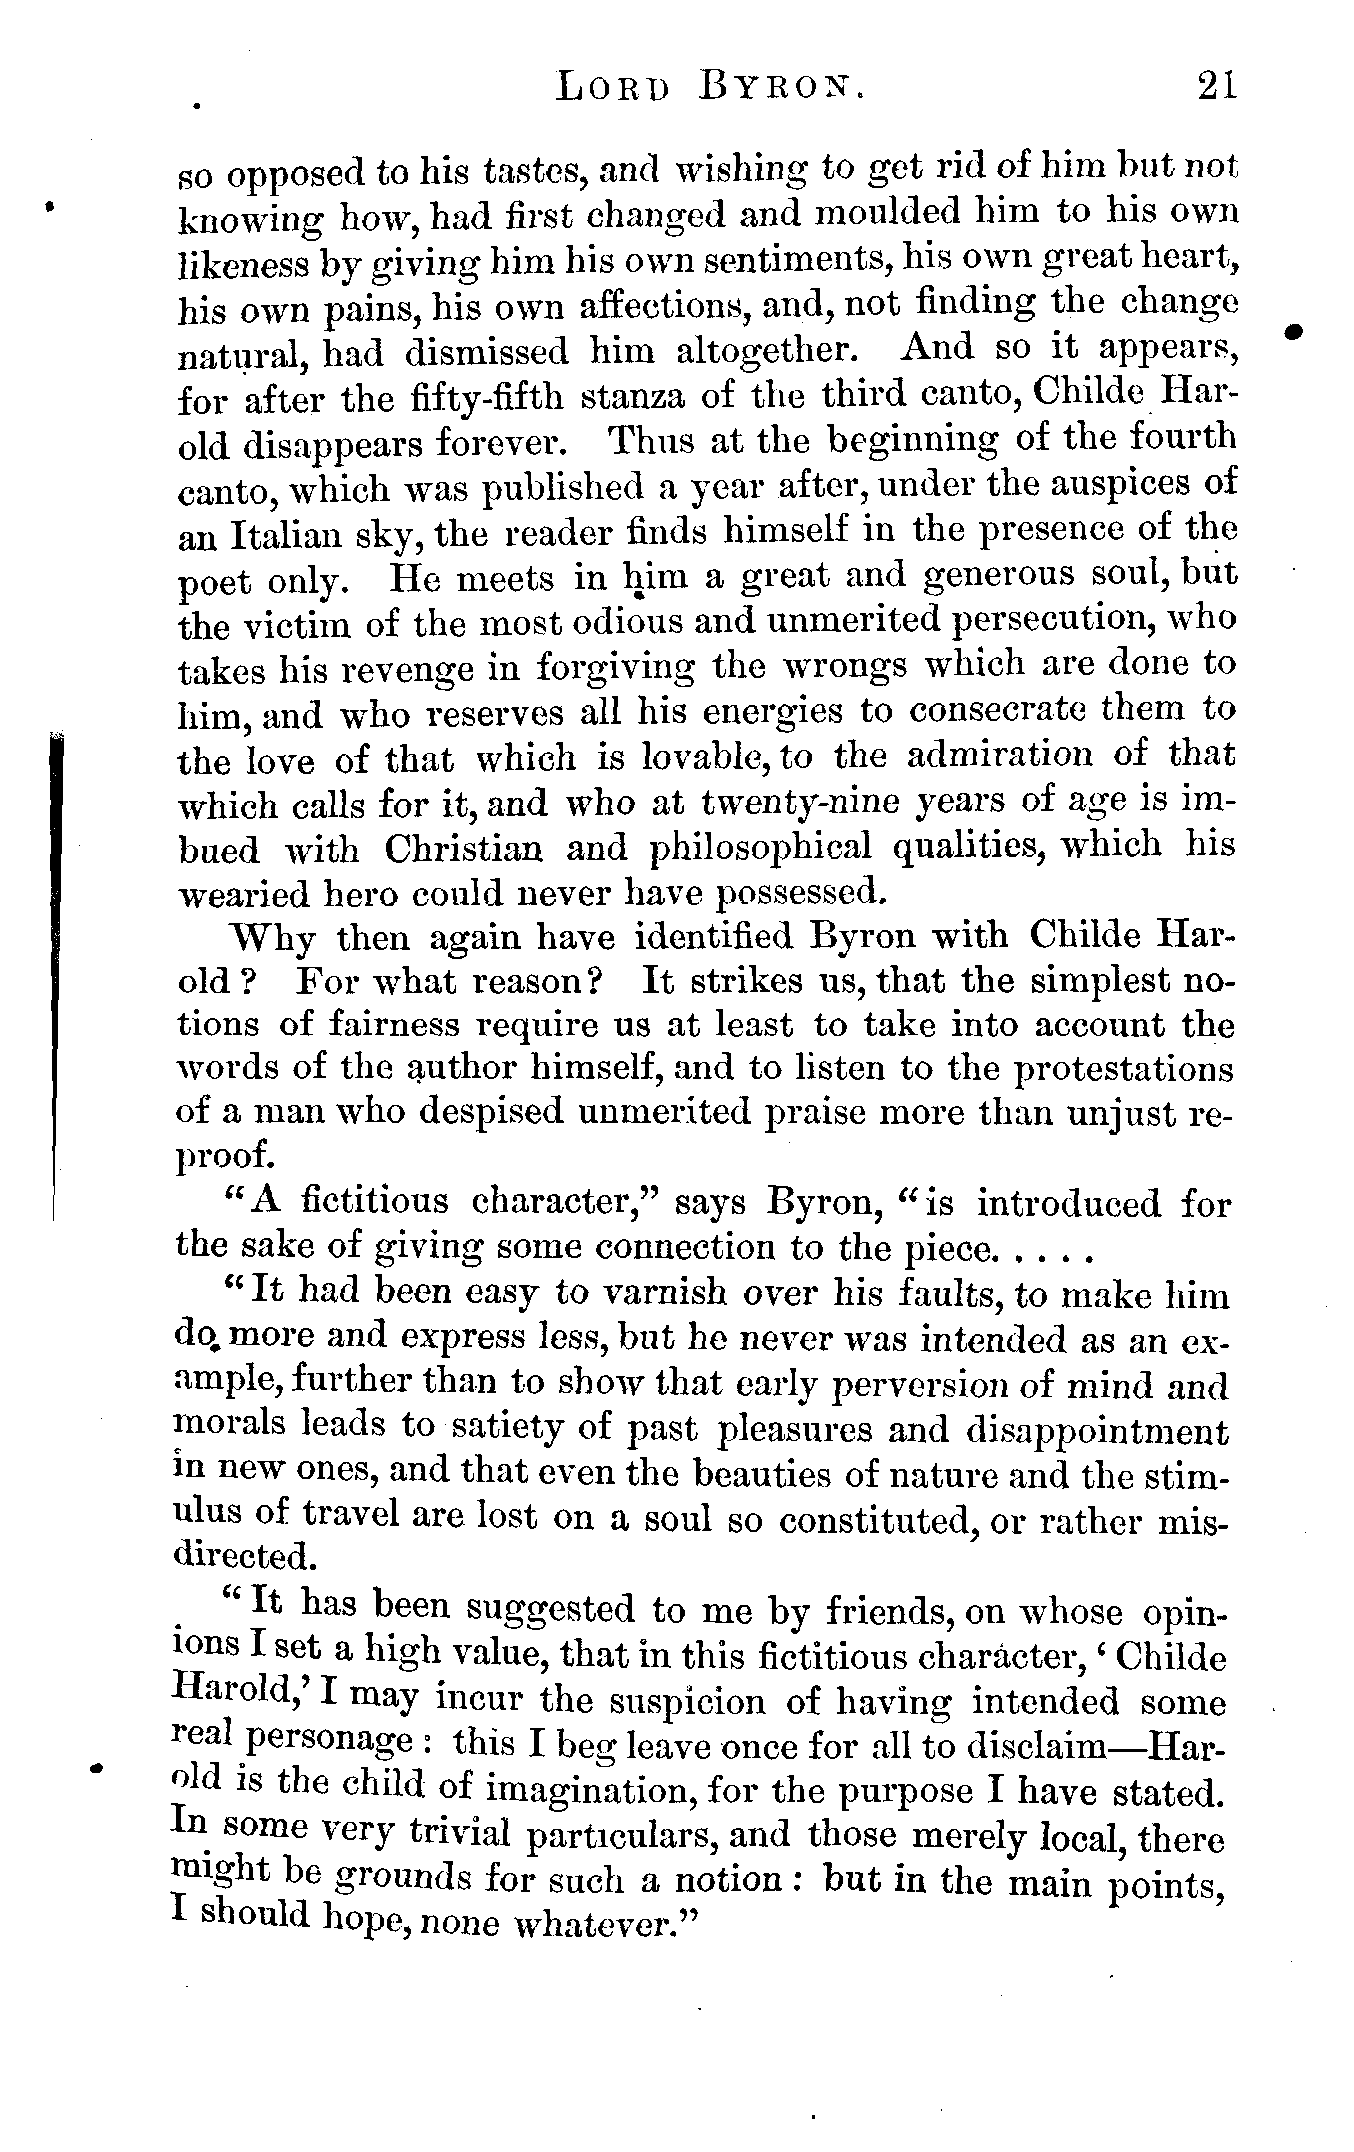 LORD BYRON. 21
so opposed to his tastes, and wishing to get rid of him but not
knowing how, had first changed and moulded him to his own
likeness by giving him his own sentiments, his own great heart,
his own pains, his own affections, and, not finding the change
natural, had dismissed him altogether. And so it appears,
for after the fifty-fifth stanza of the third canto, Childe Har-
old disappears forever. Thus at the beginning of the fourth
canto, which was published a year after, under the auspices of
an Italian sky, the reader finds himself in the presence of the
poet only. He meets in him a great and generous soul, but
the victim of the most odious and unmerited persecution, who
takes his revenge in forgiving the wrongs which are done to
him, and who reserves all his energies to consecrate them to
the love of that which is lovable, to the admiration of that
which calls for it, and who at twenty-nine years of age is im-
bued with Christian and philosophical qualities, which his
wearied hero could never have possessed.
Why then again have identified Byron with Childe Har-
old? For what reason? It strikes us, that the simplest no-
tions of fairness require us at least to take into account the
words of the author himself, and to listen to the protestations
of a man who despised unmerited praise more than unjust re-
proof.
“A fictitious character,” says Byron, “is introduced for
the sake of giving some connection to the piece. . . . .
“It had been easy to varnish over his faults, to make him
do more and express less, but he never was intended as an ex-
ample, further than to show that early perversion of mind and
morals leads to satiety of past pleasures and disappointment
in new ones, and that even the beauties of nature and the stim-
ulus of travel are lost on a soul so constituted, or rather mis-
directed.
“It has been suggested to me by friends, on whose opin-
ions I set a high value, that in this fictitious character, ‘Childe
Harold,’ I may incur the suspicion of having intended some
real personage: this I beg leave once for all to disclaim—Har-
old is the child of imagination, for the purpose I have stated.
In some very trivial particulars, and those merely local, there
might be grounds for such a notion: but in the main points,
I should hope, none whatever.”